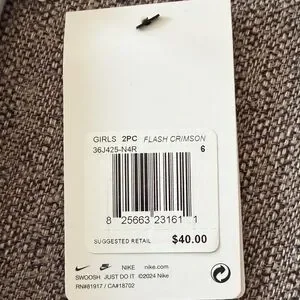 GIRLS 2PC FLASH CRIMSON
36J425-N4R 6
8 25663 23161 1
SUGGESTED RETAIL $40.00
NIKE nike.com
SWOOSH. JUST DO IT ©2024 Nike
RN#81917 / CA#18702